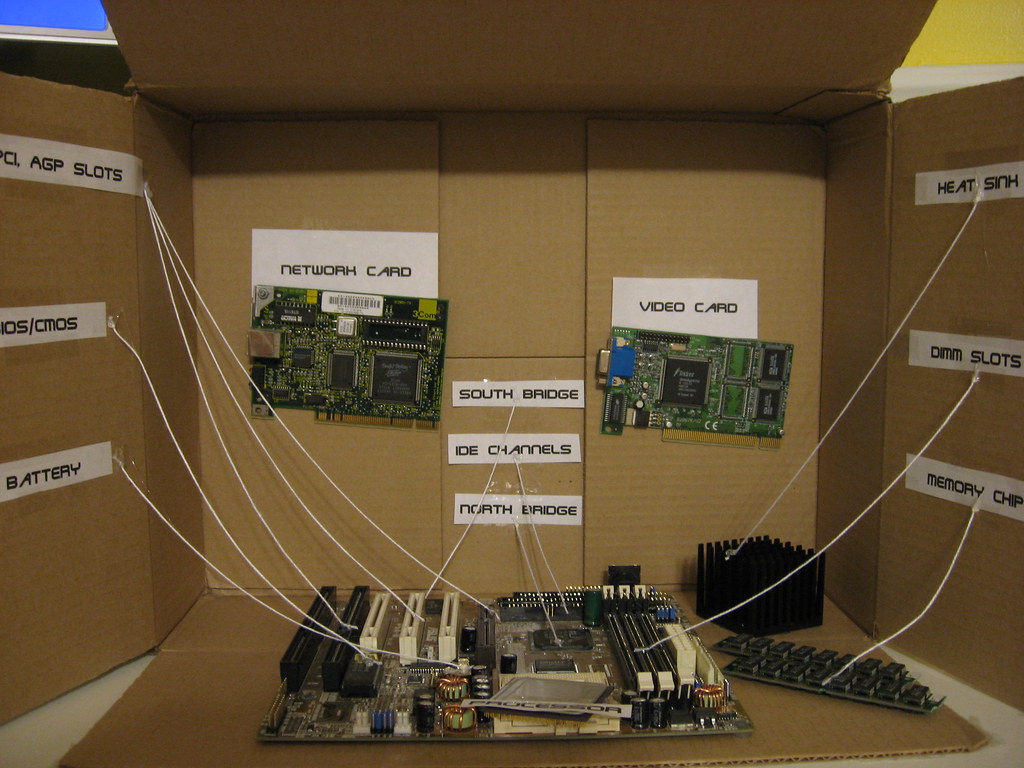 PCI, AGP SLOTS
IOS/CMOS
BATTERY
NETWORK CARD
3Com
SOUTH BRIDGE
IDE CHANNELS
NORTH BRIDGE
VIDEO CARD
CE
HEAT SINK
DIMM SLOTS
MEMORY CHIP
PROCESSOR